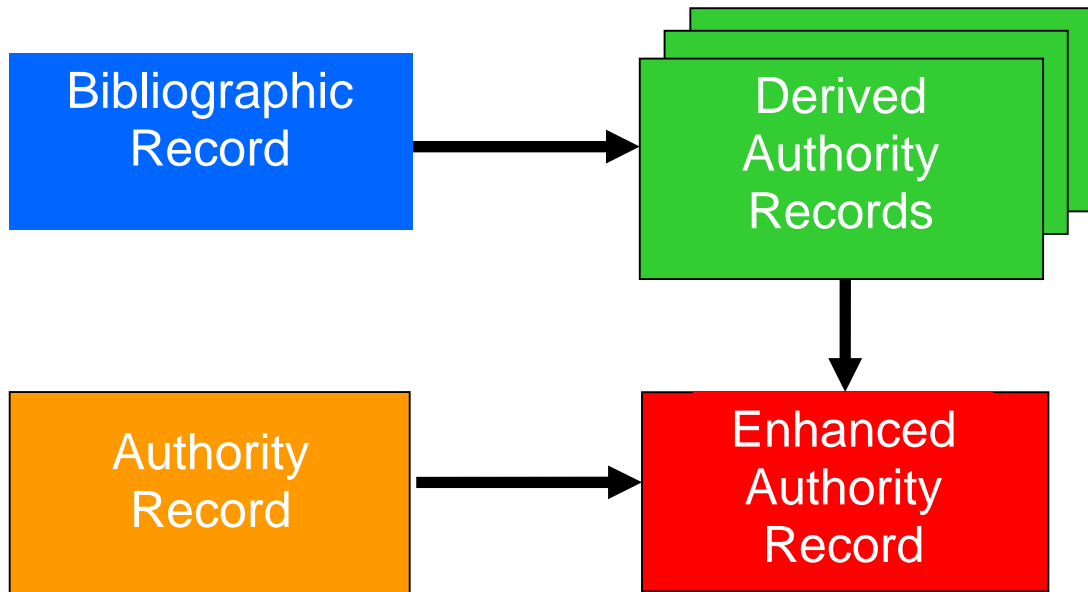 Bibliographic
Record
Derived
Authority
Records
Authority
Record
Enhanced
Authority
Record